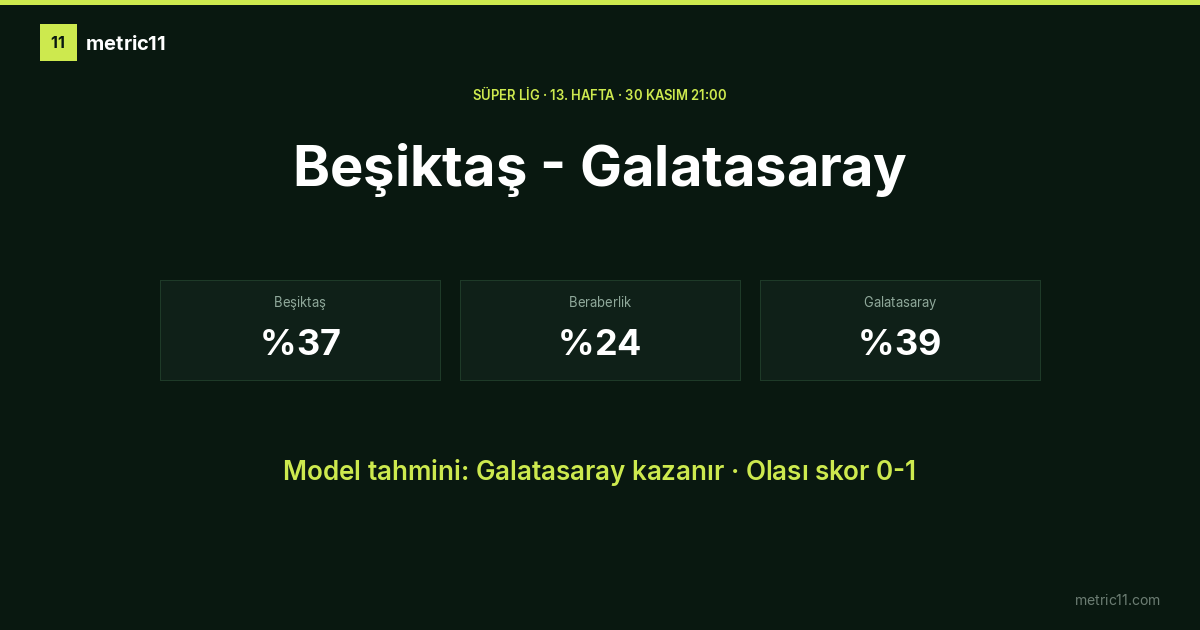 11 metric11
SÜPER LİG · 13. HAFTA · 30 KASIM 21:00
Beşiktaş - Galatasaray
Beşiktaş
%37
Beraberlik
%24
Galatasaray
%39
Model tahmini: Galatasaray kazanır · Olası skor 0-1
metric11.com